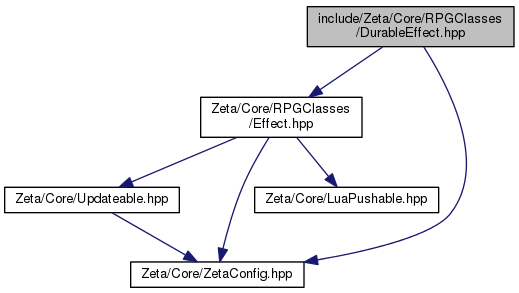 include/Zeta/Core/RPGClasses
/DurableEffect.hpp
Zeta/Core/RPGClasses
/Effect.hpp
Zeta/Core/Updateable.hpp
Zeta/Core/LuaPushable.hpp
Zeta/Core/ZetaConfig.hpp